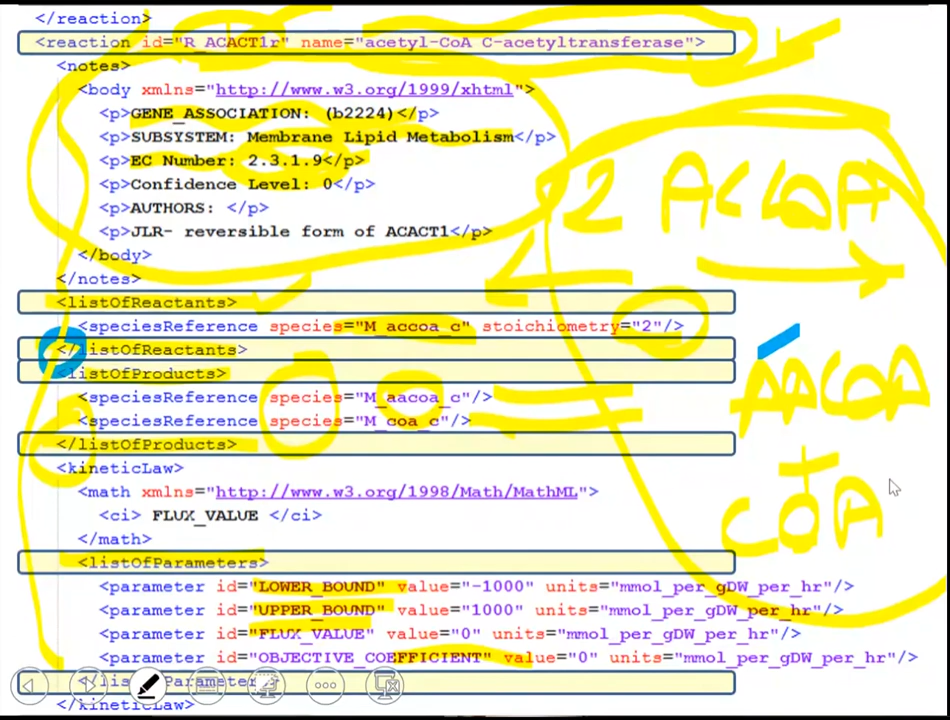 </reaction>
<reaction id="R_ACACT1r" name="acetyl-CoA C-acetyltransferase">
<notes>
<body xmlns="http://www.w3.org/1999/xhtml">
<p>GENE_ASSOCIATION: (b2224)</p>
<p>SUBSYSTEM: Membrane Lipid Metabolism</p>
<p>EC Number: 2.3.1.9</p>
<p>Confidence Level: 0</p>
<p>AUTHORS: </p>
<p>JLR- reversible form of ACACT1</p>
</body>
</notes>
2 ACCOA
<listOfReactants>
<speciesReference species="M_accoa_c" stoichiometry="2"/>
</listOfReactants>
<listOfProducts>
<speciesReference species="M_aacoa_c"/>
<speciesReference species="M_coa_c"/>
</listOfProducts>
AACOA
+
COA
<kineticLaw>
<math xmlns="http://www.w3.org/1998/Math/MathML">
<ci> FLUX_VALUE </ci>
</math>
<listOfParameters>
<parameter id="LOWER_BOUND" value="-1000" units="mmol_per_gDW_per_hr"/>
<parameter id="UPPER_BOUND" value="1000" units="mmol_per_gDW_per_hr"/>
<parameter id="FLUX_VALUE" value="0" units="mmol_per_gDW_per_hr"/>
<parameter id="OBJECTIVE_COEFFICIENT" value="0" units="mmol_per_gDW_per_hr"/>
</kineticLaw>